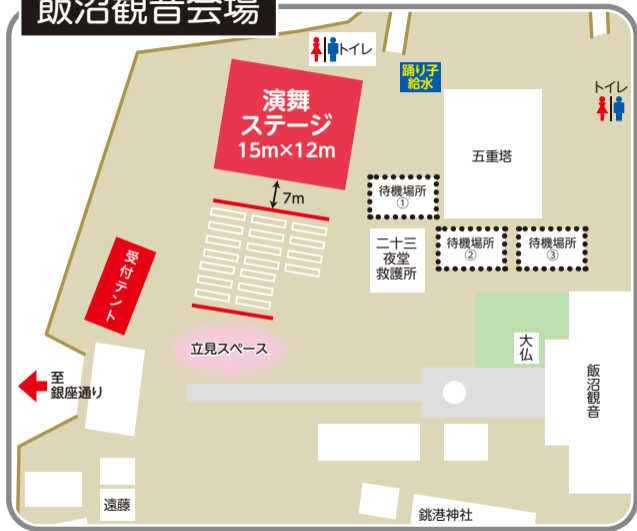 飯沼観音会場
トイレ
踊り子
給水
トイレ
演舞
ステージ
15m×12m
五重塔
7m
待機場所
①
二十三
夜堂
救護所
待機場所
②
待機場所
③
受付テント
立見スペース
大仏
至
銀座通り
飯沼観音
遠藤
銚港神社